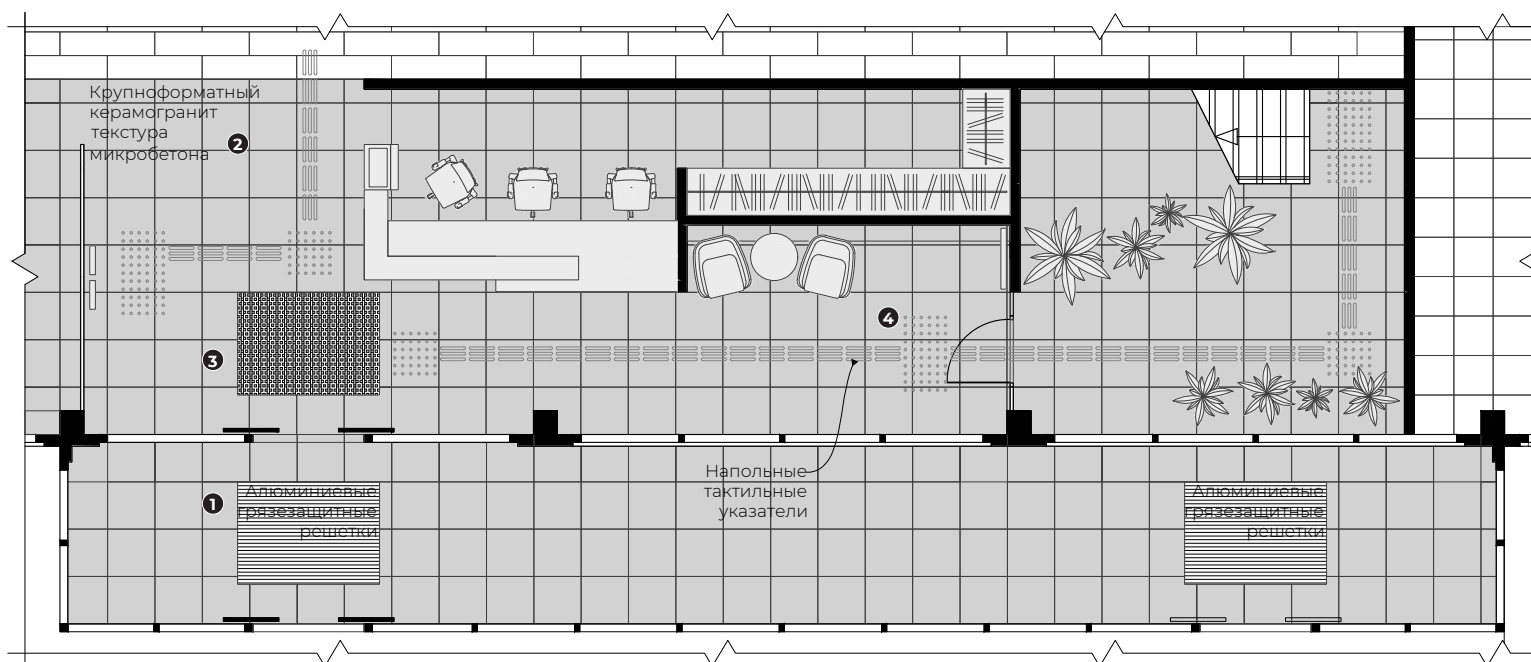 Крупноформатный
керамогранит
текстура
микробетона
2
3
4
1
Алюминиевые
грязезащитные
решетки
Напольные
тактильные
указатели
Алюминиевые
грязезащитные
решетки